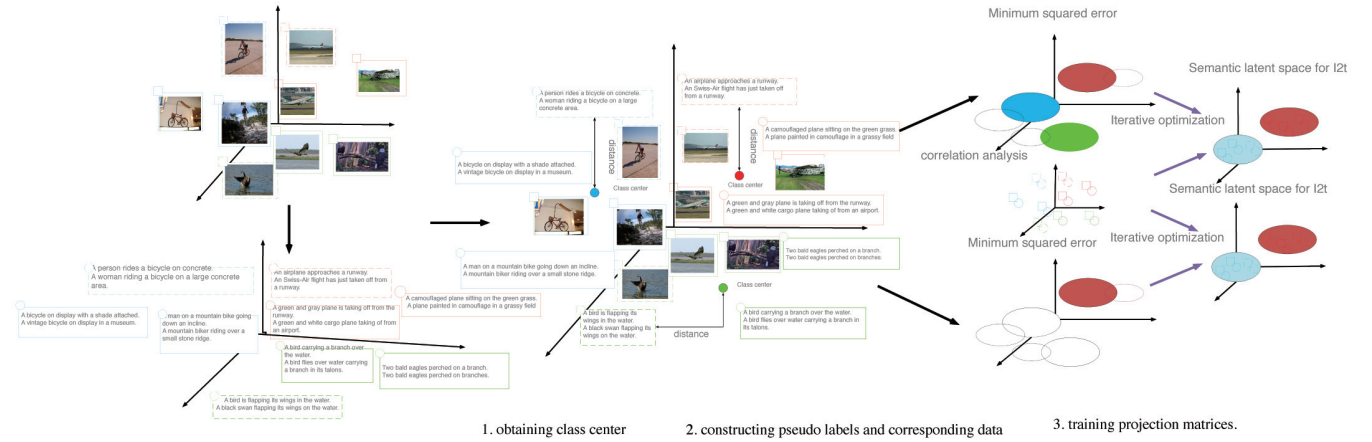 A person rides a bicycle on concrete.
A woman riding a bicycle on a large concrete
area.
A bicycle on display with a shade attached.
A vintage bicycle on display in a museum.
man on a mountain bike going
down an incline.
A mountain biker riding over a
small stone ridge.
An airplane approaches a runway.
An Swiss-Air flight has just taken off from
a runway.
A camouflaged plane sitting on the green grass.
A plane painted in camouflage in a grassy field
A green and gray plane is taking off from the
runway.
A green and white cargo plane taking of from
an airport.
A bird carrying a branch over
the water.
A bird flies over water carrying
a branch in its talons.
Two bald eagles perched on a branch.
Two bald eagles perched on branches.
A bird is flapping its wings in the water.
A black swan flapping its wings on the water.
A person rides a bicycle on concrete.
A woman riding a bicycle on a large
concrete area.
A bicycle on display with a shade attached.
A vintage bicycle on display in a museum.
distance
Class center
A man on a mountain bike going down an incline.
A mountain biker riding over a small stone ridge.
An airplane approaches a runway.
An Swiss-Air flight has just taken off
from a runway.
distance
Class center
A camouflaged plane sitting on the green grass.
A plane painted in camouflage in a grassy field
A green and gray plane is taking off from the runway.
A green and white cargo plane taking of from an airport.
Two bald eagles perched on a branch.
Two bald eagles perched on branches.
Class center
A bird is flapping its
wings in the water.
A black swan flapping its
wings on the water.
distance
A bird carrying a branch over the water.
A bird flies over water carrying a branch in
its talons.
Minimum squared error
correlation analysis
Minimum squared error
Semantic latent space for I2t
Iterative optimization
Semantic latent space for I2t
Iterative optimization
1. obtaining class center
2. constructing pseudo labels and corresponding data
3. training projection matrices.